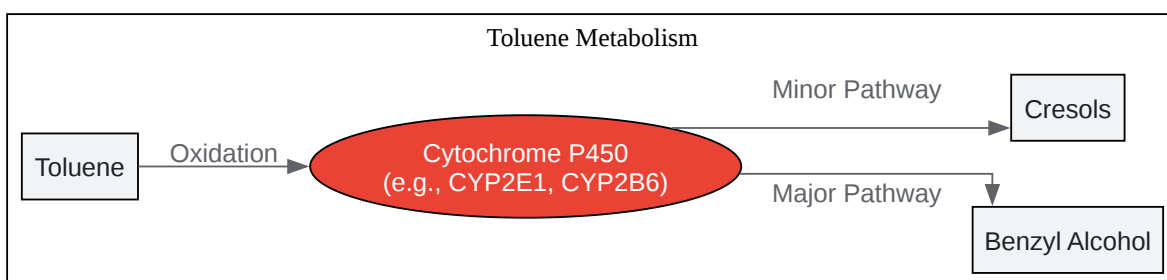 Toluene Metabolism
Toluene
Oxidation
Cytochrome P450
(e.g., CYP2E1, CYP2B6)
Minor Pathway
Cresols
Major Pathway
Benzyl Alcohol